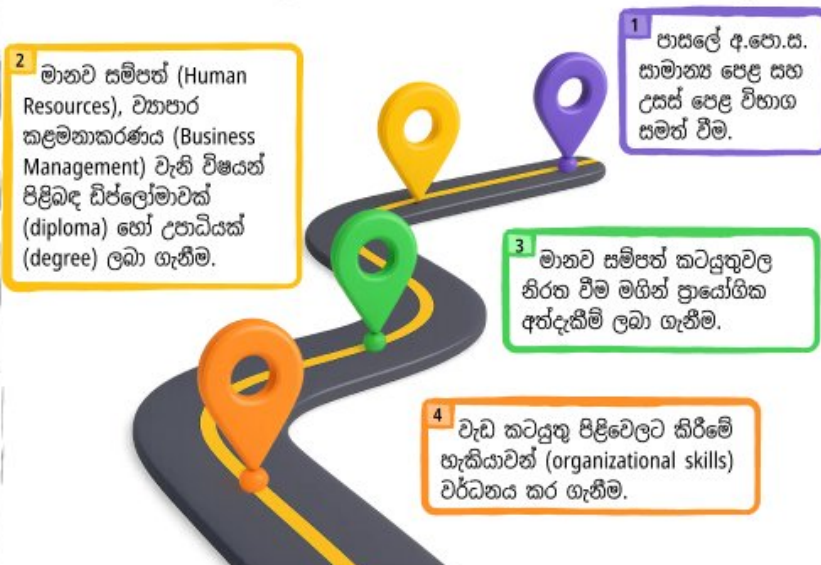 1
පාසලේ අ.පො.ස.
සාමාන්‍ය පෙළ සහ
උසස් පෙළ විභාග
සමත් වීම.
2
මානව සම්පත් (Human
Resources), ව්‍යාපාර
කළමනාකරණය (Business
Management) වැනි විෂයන්
පිළිබඳ ඩිප්ලෝමාවක්
(diploma) හෝ උපාධියක්
(degree) ලබා ගැනීම.
3
මානව සම්පත් කටයුතුවල
නිරත වීම මගින් ප්‍රායෝගික
අත්දැකීම් ලබා ගැනීම.
4
වැඩ කටයුතු පිළිවෙලට කිරීමේ
හැකියාවන් (organizational skills)
වර්ධනය කර ගැනීම.